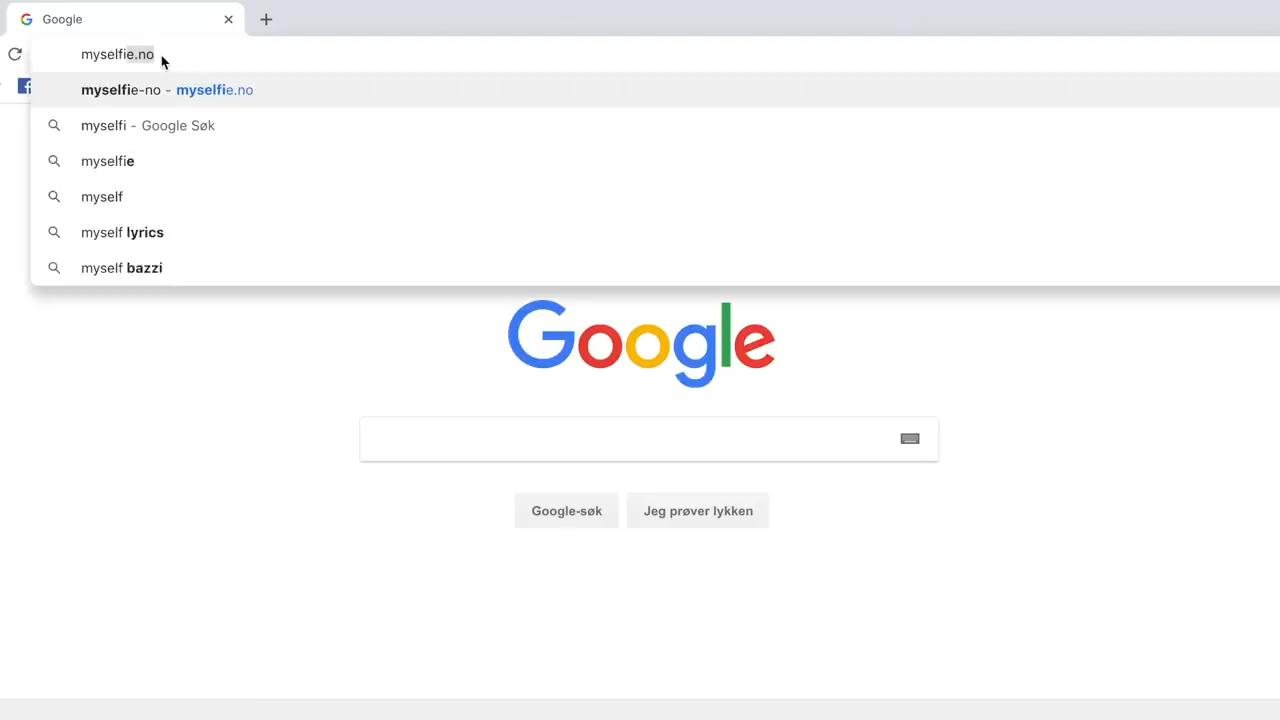 Google
myselfie.no
myselfie-no - myselfie.no
myselfi - Google Søk
myselfie
myself
myself lyrics
myself bazzi
Google
Google-søk Jeg prøver lykken